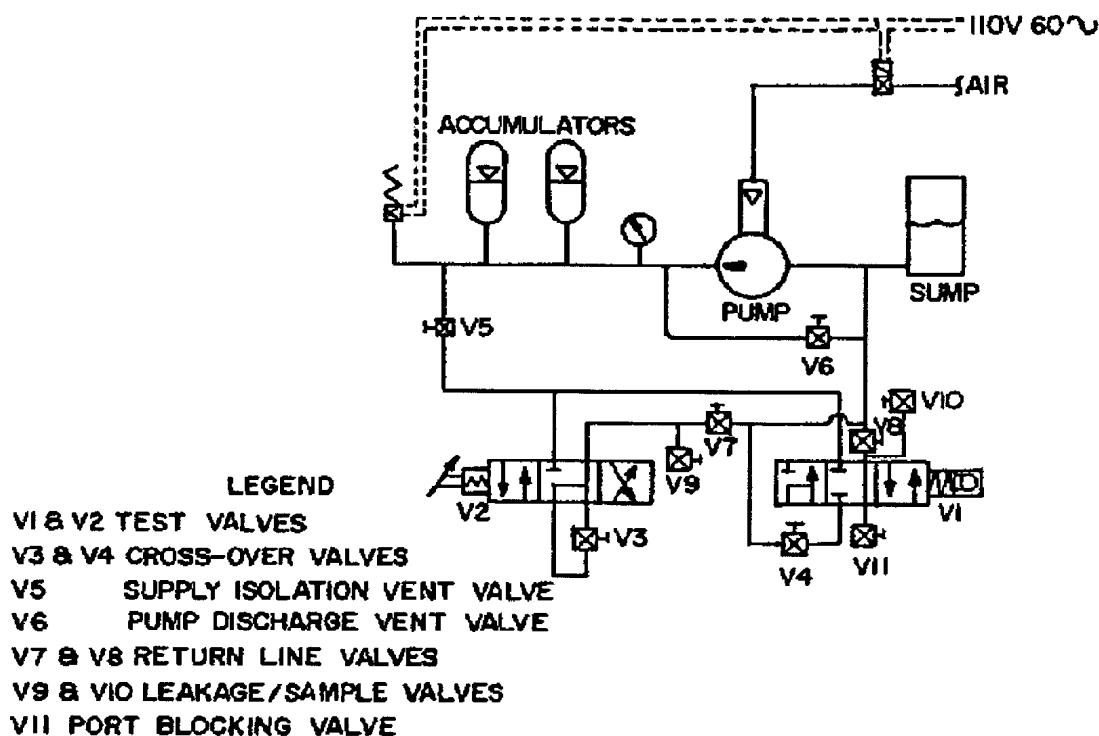 110V 60∿
AIR
ACCUMULATORS
SUMP
PUMP
V5
V6
V10
V8
V7
V9
V2
V1
V3
V4
V11
LEGEND
V1 & V2 TEST VALVES
V3 & V4 CROSS-OVER VALVES
V5 SUPPLY ISOLATION VENT VALVE
V6 PUMP DISCHARGE VENT VALVE
V7 & V8 RETURN LINE VALVES
V9 & V10 LEAKAGE/SAMPLE VALVES
V11 PORT BLOCKING VALVE